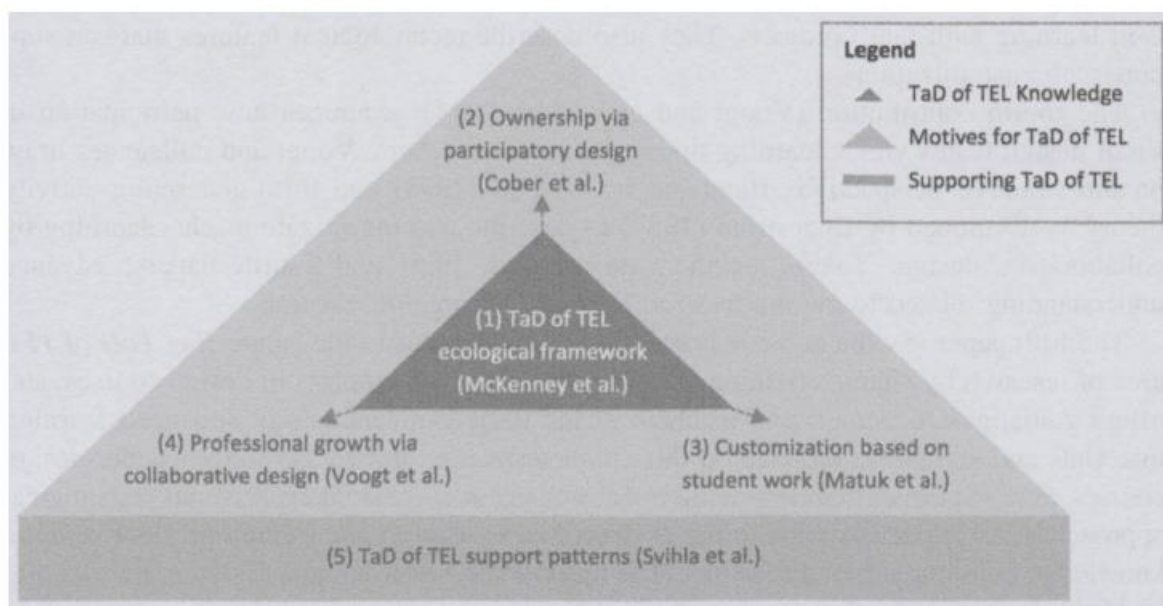 Legend
TaD of TEL Knowledge
Motives for TaD of TEL
Supporting TaD of TEL
(2) Ownership via
participatory design
(Cober et al.)
(1) TaD of TEL
ecological framework
(McKenney et al.)
(4) Professional growth via
collaborative design (Voogt et al.)
(3) Customization based on
student work (Matuk et al.)
(5) TaD of TEL support patterns (Svihla et al.)